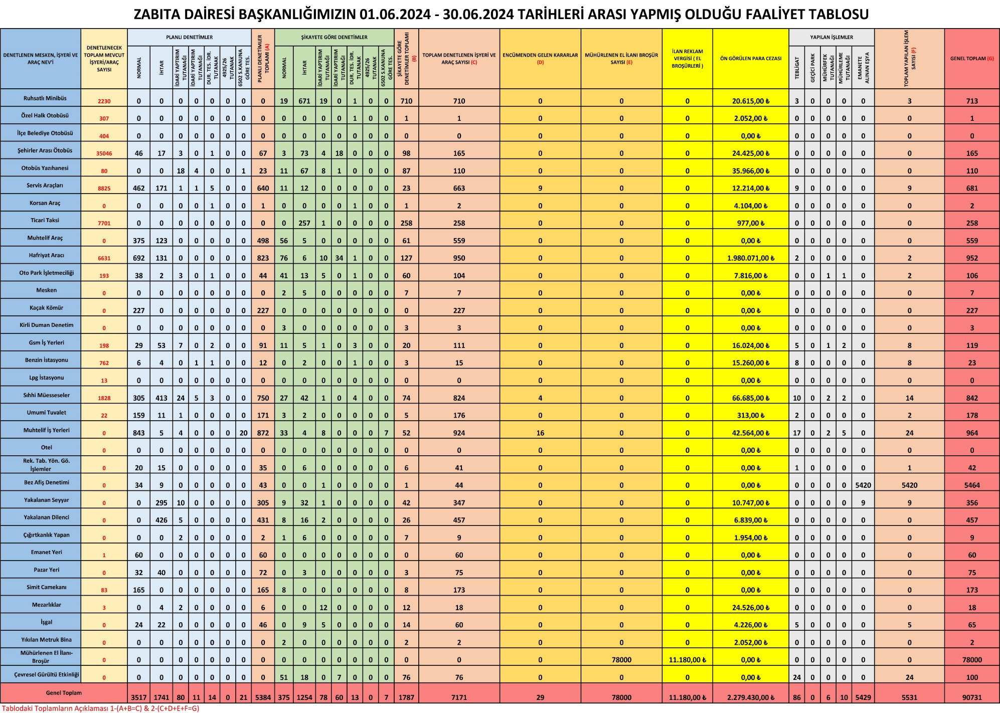 ZABITA DAİRESİ BAŞKANLIĞIMIZIN 01.06.2024 - 30.06.2024 TARİHLERİ ARASI YAPMIŞ OLDUĞU FAALİYET TABLOSU
DENETLENEN MESKEN, İŞYERİ VE ARAÇ NEV'İ
DENETLENECEK TOPLAM MEVCUT İŞYERİ/ARAÇ SAYISI
PLANLI DENETİMLER
NORMAL
İHTAR
İDARİ YAPTIRIM TUTANAĞI
İDARİ YAPTIRIM TUTANAĞI
DUR. TES. İDR. TUTANAK
4925/26 TUTANAK
6502 S.KANUNA GÖRE TES.
PLANLI DENETİMLER TOPLAMI (A)
ŞİKAYETE GÖRE DENETİMLER
NORMAL
İHTAR
İDARİ YAPTIRIM TUTANAĞI
İDARİ YAPTIRIM TUTANAĞI
DUR. TES. İDR. TUTANAK
4925/26 TUTANAK
6502 S.KANUNA GÖRE TES.
ŞİKAYETE GÖRE DENETİMLER TOPLAMI (B)
TOPLAM DENETLENEN İŞYERİ VE ARAÇ SAYISI (C)
ENCÜMENDEN GELEN KARARLAR (D)
MÜHÜRLENEN EL İLANI BROŞÜR SAYISI (E)
İLAN REKLAM VERGİSİ ( EL BROŞÜRLERİ )
ÖN GÖRÜLEN PARA CEZASI
YAPILAN İŞLEMLER
TEBLİGAT
GEÇİCİ PARK
MÜHÜRFEK TUTANAĞI
MÜHÜRLEME TUTANAĞI
EMANETE ALINAN EŞYA
TOPLAM YAPILAN İŞLEM SAYISI (F)
GENEL TOPLAM (G)
Ruhsatlı Minibüs 2230 0 0 0 0 0 0 0 0 19 671 19 0 1 0 0 710 710 0 0 0 20.615,00 ₺ 3 0 0 0 0 3 713
Özel Halk Otobüsü 307 0 0 0 0 0 0 0 0 0 0 0 0 1 0 0 1 1 0 0 0 2.052,00 ₺ 0 0 0 0 0 0 1
İlçe Belediye Otobüsü 404 0 0 0 0 0 0 0 0 0 0 0 0 0 0 0 0 0 0 0 0 0,00 ₺ 0 0 0 0 0 0 0
Şehirler Arası Ötobüs 35046 46 17 3 0 1 0 0 67 3 73 4 18 0 0 0 98 165 0 0 0 24.425,00 ₺ 0 0 0 0 0 0 165
Otobüs Yazıhanesi 80 0 0 18 4 0 0 1 23 11 67 8 1 0 0 0 87 110 0 0 0 35.966,00 ₺ 0 0 0 0 0 0 110
Servis Araçları 8825 462 171 1 1 5 0 0 640 11 12 0 0 0 0 0 23 663 9 0 0 12.214,00 ₺ 9 0 0 0 0 9 681
Korsan Araç 0 0 0 0 0 1 0 0 1 0 0 0 0 1 0 0 1 2 0 0 0 4.104,00 ₺ 0 0 0 0 0 0 2
Ticari Taksi 7701 0 0 0 0 0 0 0 0 0 257 1 0 0 0 0 258 258 0 0 0 977,00 ₺ 0 0 0 0 0 0 258
Muhtelif Araç 0 375 123 0 0 0 0 0 498 56 5 0 0 0 0 0 61 559 0 0 0 0,00 ₺ 0 0 0 0 0 0 559
Hafriyat Aracı 6631 692 131 0 0 0 0 0 823 76 6 10 34 1 0 0 127 950 0 0 0 1.980.071,00 ₺ 2 0 0 0 0 2 952
Oto Park İşletmeciliği 193 38 2 3 0 1 0 0 44 41 13 5 0 1 0 0 60 104 0 0 0 7.816,00 ₺ 0 0 1 1 0 2 106
Mesken 0 0 0 0 0 0 0 0 0 2 5 0 0 0 0 0 7 7 0 0 0 0,00 ₺ 0 0 0 0 0 0 7
Kaçak Kömür 0 227 0 0 0 0 0 0 227 0 0 0 0 0 0 0 0 227 0 0 0 0,00 ₺ 0 0 0 0 0 0 227
Kirli Duman Denetim 0 0 0 0 0 0 0 0 0 3 0 0 0 0 0 0 3 3 0 0 0 0,00 ₺ 0 0 0 0 0 0 3
Gsm İş Yerleri 198 29 53 7 0 2 0 0 91 11 5 1 0 3 0 0 20 111 0 0 0 16.024,00 ₺ 5 0 1 2 0 8 119
Benzin İstasyonu 762 6 4 0 1 1 0 0 12 0 2 0 0 1 0 0 3 15 0 0 0 15.260,00 ₺ 8 0 0 0 0 8 23
Lpg İstasyonu 13 0 0 0 0 0 0 0 0 0 0 0 0 0 0 0 0 0 0 0 0 0,00 ₺ 0 0 0 0 0 0 0
Sıhhi Müesseseler 1828 305 413 24 5 3 0 0 750 27 42 1 0 4 0 0 74 824 4 0 0 66.685,00 ₺ 10 0 2 2 0 14 842
Umumi Tuvalet 22 159 11 1 0 0 0 0 171 3 2 0 0 0 0 0 5 176 0 0 0 313,00 ₺ 2 0 0 0 0 2 178
Muhtelif İş Yerleri 0 843 5 4 0 0 0 20 872 33 4 8 0 0 0 7 52 924 16 0 0 42.564,00 ₺ 17 0 2 5 0 24 964
Otel 0 0 0 0 0 0 0 0 0 0 0 0 0 0 0 0 0 0 0 0 0 0,00 ₺ 0 0 0 0 0 0 0
Rek. Tab. Yön. Gö. İşlemler 0 20 15 0 0 0 0 0 35 0 6 0 0 0 0 0 6 41 0 0 0 0,00 ₺ 1 0 0 0 0 1 42
Bez Afiş Denetimi 0 34 9 0 0 0 0 0 43 0 0 1 0 0 0 0 1 44 0 0 0 0,00 ₺ 0 0 0 0 5420 5420 5464
Yakalanan Seyyar 0 0 295 10 0 0 0 0 305 9 32 1 0 0 0 0 42 347 0 0 0 10.747,00 ₺ 0 0 0 0 9 9 356
Yakalanan Dilenci 0 0 426 5 0 0 0 0 431 8 16 2 0 0 0 0 26 457 0 0 0 6.839,00 ₺ 0 0 0 0 0 0 457
Çığırtkanlık Yapan 0 0 0 2 0 0 0 0 2 1 6 0 0 0 0 0 7 9 0 0 0 1.954,00 ₺ 0 0 0 0 0 0 9
Emanet Yeri 1 60 0 0 0 0 0 0 60 0 0 0 0 0 0 0 0 60 0 0 0 0,00 ₺ 0 0 0 0 0 0 60
Pazar Yeri 0 32 40 0 0 0 0 0 72 0 3 0 0 0 0 0 3 75 0 0 0 0,00 ₺ 0 0 0 0 0 0 75
Simit Camekanı 83 165 0 0 0 0 0 0 165 8 0 0 0 0 0 0 8 173 0 0 0 0,00 ₺ 0 0 0 0 0 0 173
Mezarlıklar 3 0 4 2 0 0 0 0 6 0 0 12 0 0 0 0 12 18 0 0 0 24.526,00 ₺ 0 0 0 0 0 0 18
İşgal 0 24 22 0 0 0 0 0 46 0 9 5 0 0 0 0 14 60 0 0 0 4.226,00 ₺ 5 0 0 0 0 5 65
Yıkılan Metruk Bina 0 0 0 0 0 0 0 0 0 2 0 0 0 0 0 0 2 2 0 0 0 2.052,00 ₺ 0 0 0 0 0 0 2
Mühürlenen El İlanı-Broşür 0 0 0 0 0 0 0 0 0 0 0 0 0 0 0 0 0 0 0 78000 11.180,00 ₺ 0,00 ₺ 0 0 0 0 0 0 78000
Çevresel Gürültü Etkinliği 0 0 0 0 0 0 0 0 0 51 18 0 7 0 0 0 76 76 0 0 0 0,00 ₺ 24 0 0 0 0 24 100
Genel Toplam 3517 1741 80 11 14 0 21 5384 375 1254 78 60 13 0 7 1787 7171 29 78000 11.180,00 ₺ 2.279.430,00 ₺ 86 0 6 10 5429 5531 90731
Tablodaki Toplamların Açıklaması 1-(A+B=C) & 2-(C+D+E+F=G)